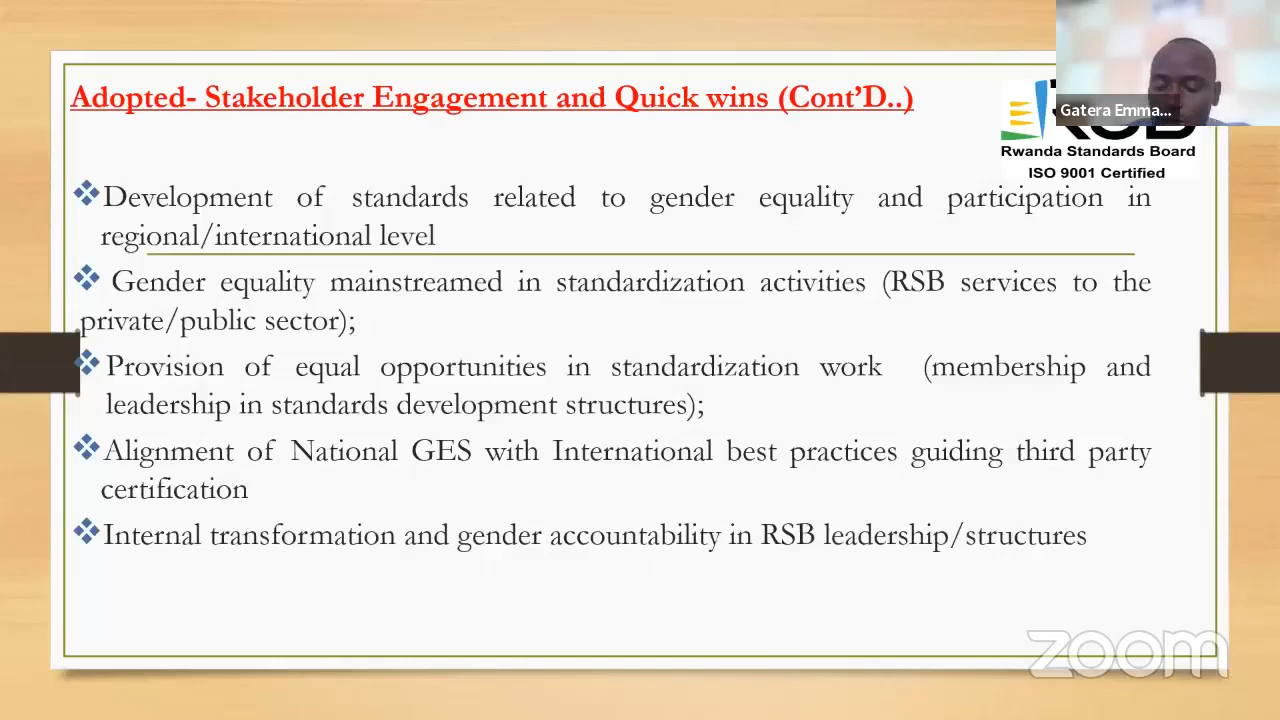 Adopted- Stakeholder Engagement and Quick wins (Cont'D..)
Gatera Emma...
Rwanda Standards Board
ISO 9001 Certified
Development of standards related to gender equality and participation in
regional/international level
Gender equality mainstreamed in standardization activities (RSB services to the
private/public sector);
Provision of equal opportunities in standardization work (membership and
leadership in standards development structures);
Alignment of National GES with International best practices guiding third party
certification
Internal transformation and gender accountability in RSB leadership/structures
zoom